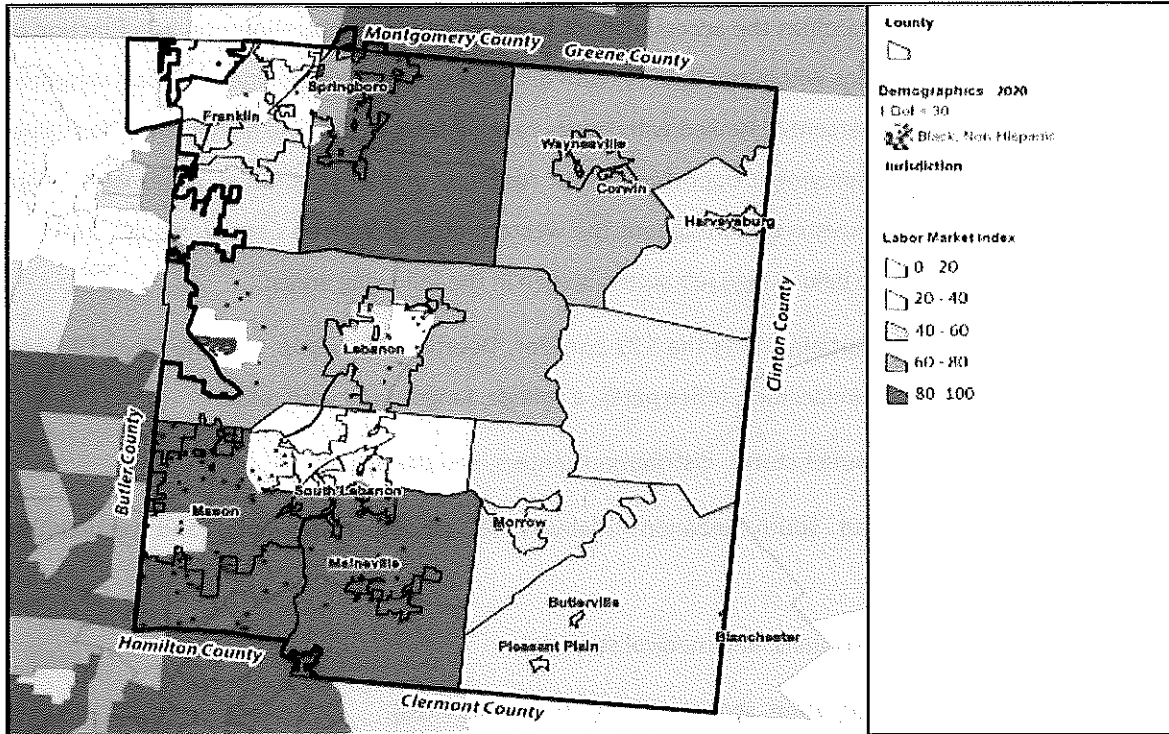 Montgomery County
Greene County
Springboro
Franklin
Waynesville
Corwin
Harveysburg
Clinton County
Lebanon
Butler County
South Lebanon
Mason
Morrow
Maineville
Butlerville
Blanchester
Pleasant Plain
Hamilton County
Clermont County
County
Demographics 2020
1 Dot = 30
Black, Non-Hispanic
Jurisdiction
Labor Market Index
0 - 20
20 - 40
40 - 60
60 - 80
80 - 100